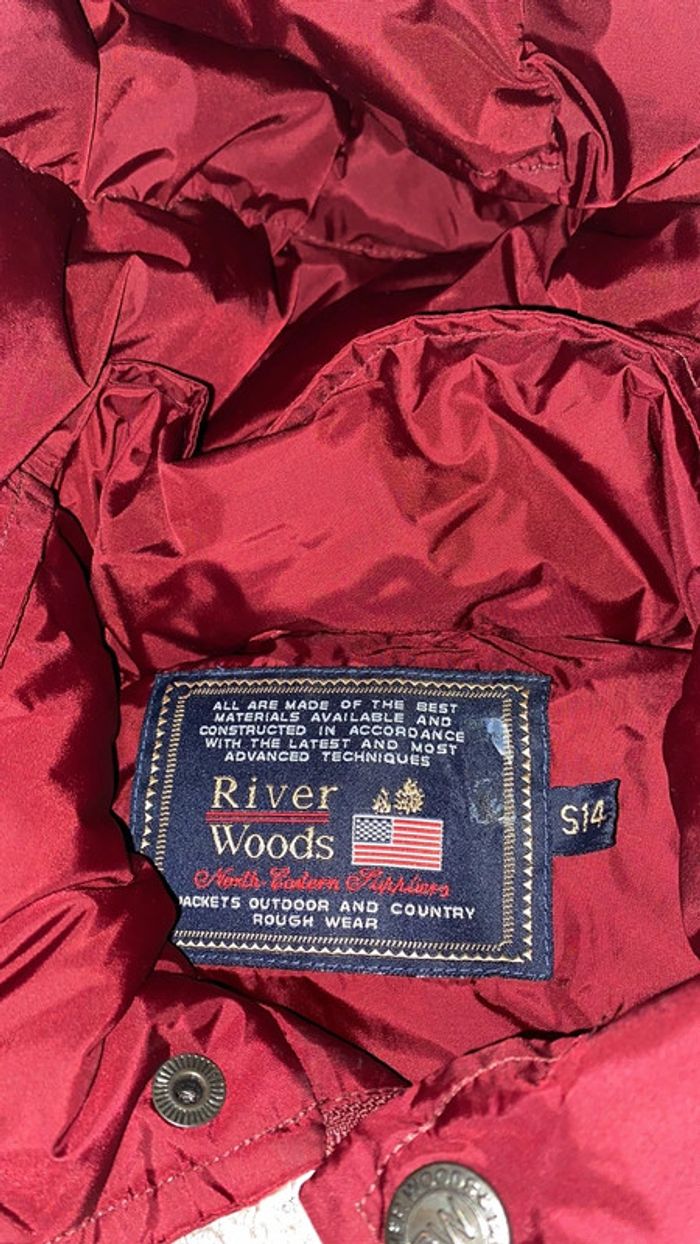 ALL ARE MADE OF THE BEST
MATERIALS AVAILABLE AND
CONSTRUCTED IN ACCORDANCE
WITH THE LATEST AND MOST
ADVANCED TECHNIQUES
River
Woods
North-Eastern Suppliers
JACKETS OUTDOOR AND COUNTRY
ROUGH WEAR
S14